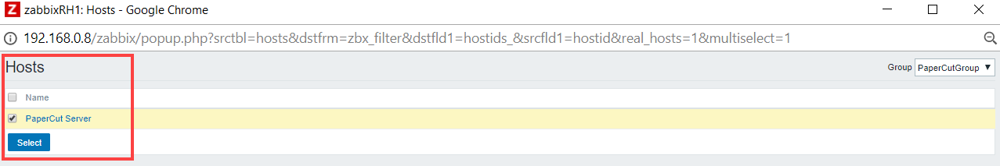 Z zabbixRH1: Hosts - Google Chrome
192.168.0.8/zabbix/popup.php?srctbl=hosts&dstfrm=zbx_filter&dstfld1=hostids_&srcfld1=hostid&real_hosts=1&multiselect=1
Hosts Group PaperCutGroup
Name
PaperCut Server
Select